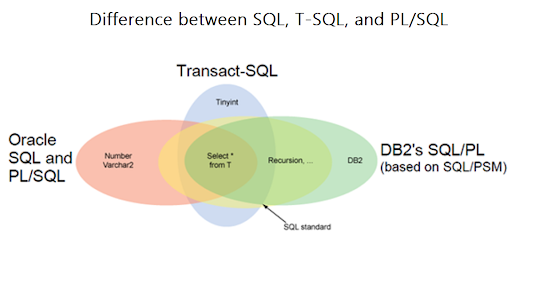 Difference between SQL, T-SQL, and PL/SQL
Transact-SQL
Tinyint
Oracle
SQL and
PL/SQL
Number
Varchar2
Select *
from T
Recursion, ...
DB2
DB2's SQL/PL
(based on SQL/PSM)
SQL standard